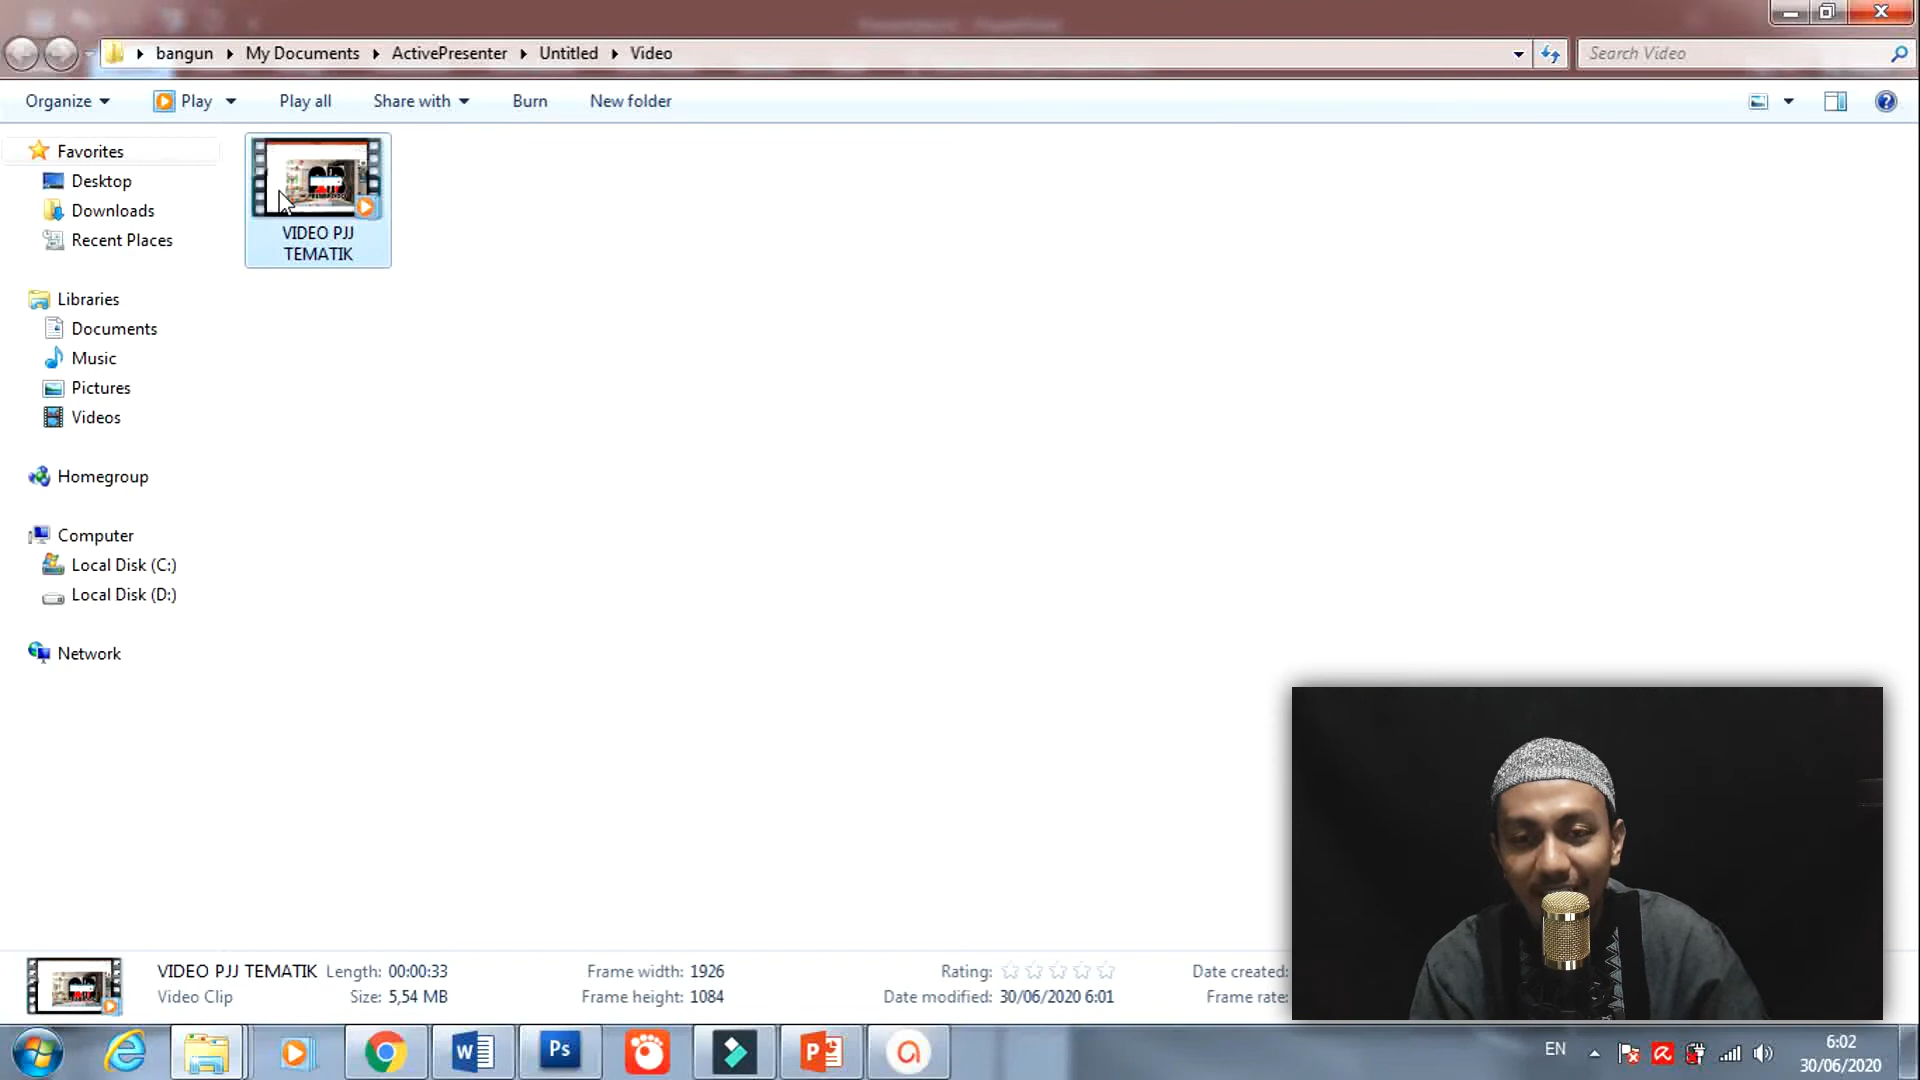 bangun My Documents ActivePresenter Untitled Video
Search Video
Organize Play Play all Share with Burn New folder
Favorites
Desktop
Downloads
Recent Places
Libraries
Documents
Music
Pictures
Videos
Homegroup
Computer
Local Disk (C:)
Local Disk (D:)
Network
VIDEO PJJ
TEMATIK
VIDEO PJJ TEMATIK Length: 00:00:33 Frame width: 1926 Rating: Date created:
Video Clip Size: 5,54 MB Frame height: 1084 Date modified: 30/06/2020 6:01 Frame rate:
W Ps P
EN
6:02
30/06/2020